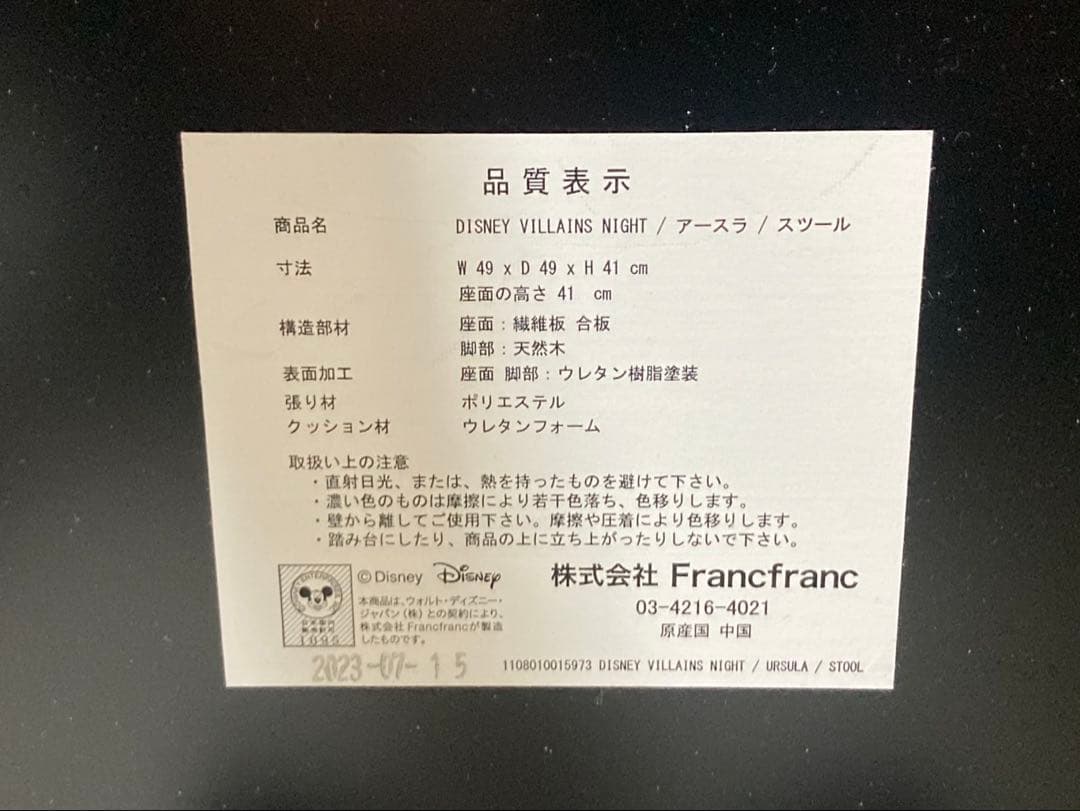 品質表示
商品名 DISNEY VILLAINS NIGHT / アースラ / スツール
寸法 W 49 x D 49 x H 41 cm
座面の高さ 41 cm
構造部材 座面：繊維板 合板
脚部：天然木
表面加工 座面 脚部：ウレタン樹脂塗装
張り材 ポリエステル
クッション材 ウレタンフォーム
取扱い上の注意
・直射日光、または、熱を持ったものを避けて下さい。
・濃い色のものは摩擦により若干色落ち、色移りします。
・壁から離してご使用下さい。摩擦や圧着により色移りします。
・踏み台にしたり、商品の上に立ち上がったりしないで下さい。
©Disney Disney
本商品は、ウォルト・ディズニー・
ジャパン（株）との契約により、
株式会社Francfrancが製造
したものです。
1095
2023-07-15
株式会社 Francfranc
03-4216-4021
原産国 中国
1108010015973 DISNEY VILLAINS NIGHT / URSULA / STOOL